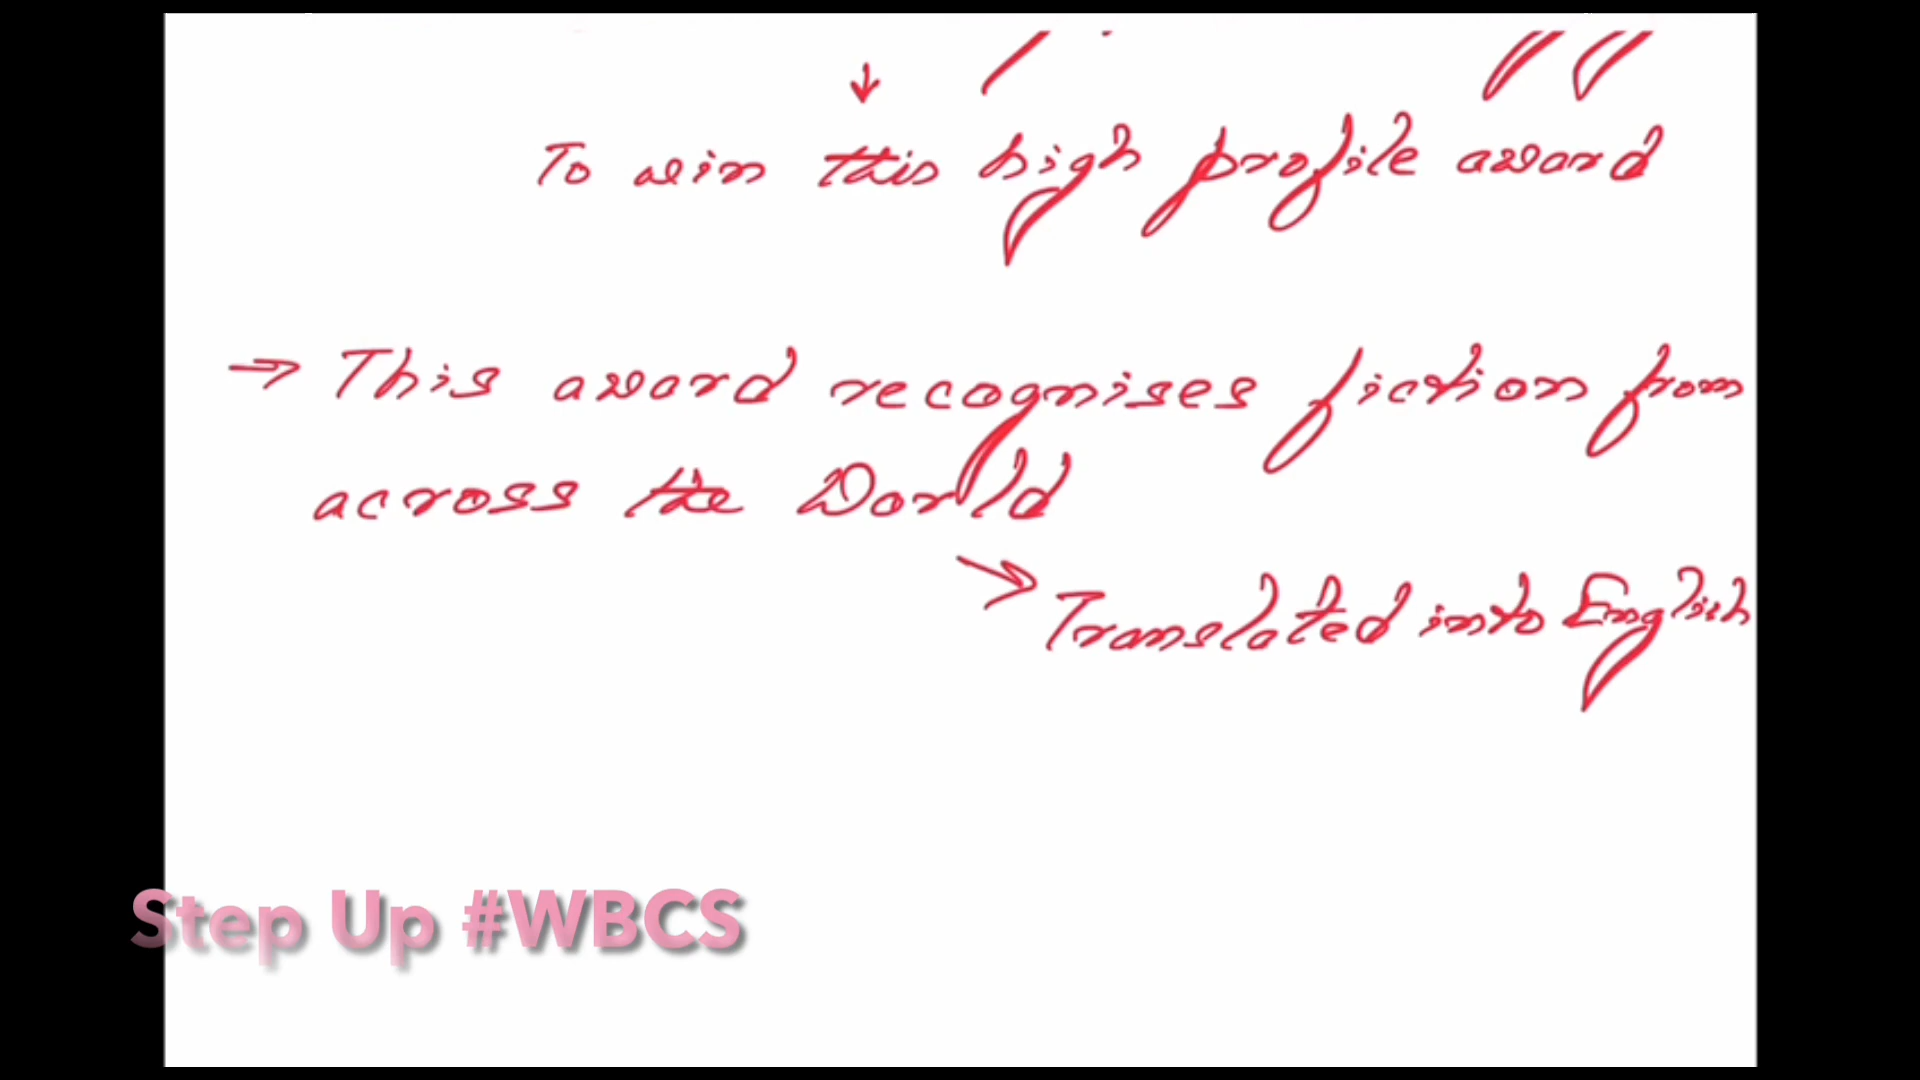 ↓
To win this high profile award
→ This award recognises fiction from
across the World
→ Translated into English
Step Up #WBCS